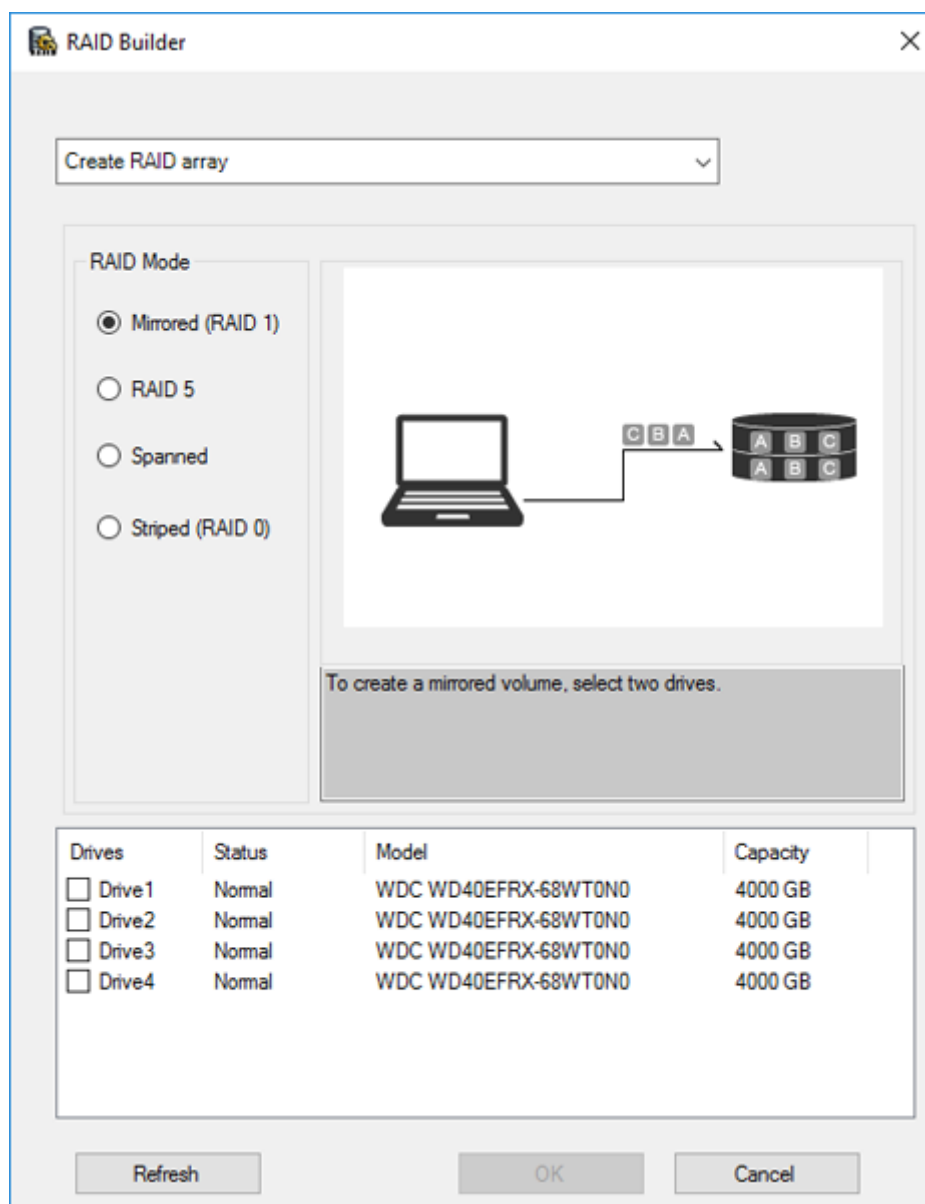 RAID Builder
Create RAID array
RAID Mode
Mirrored (RAID 1)
RAID 5
Spanned
Striped (RAID 0)
C B A
A B C
A B C
To create a mirrored volume, select two drives.
Drives Status Model Capacity
Drive1 Normal WDC WD40EFRX-68WT0N0 4000 GB
Drive2 Normal WDC WD40EFRX-68WT0N0 4000 GB
Drive3 Normal WDC WD40EFRX-68WT0N0 4000 GB
Drive4 Normal WDC WD40EFRX-68WT0N0 4000 GB
Refresh OK Cancel